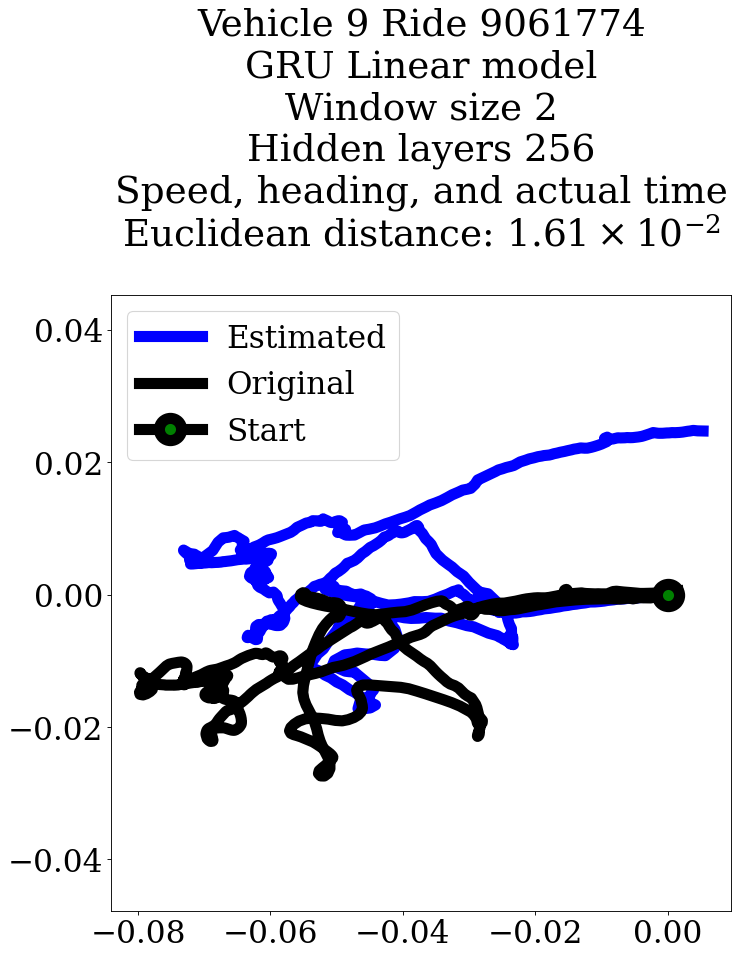 Vehicle 9 Ride 9061774
GRU Linear model
Window size 2
Hidden layers 256
Speed, heading, and actual time
Euclidean distance: 1.61 × 10⁻²
Estimated
Original
Start
0.04
0.02
0.00
−0.02
−0.04
−0.08 −0.06 −0.04 −0.02 0.00